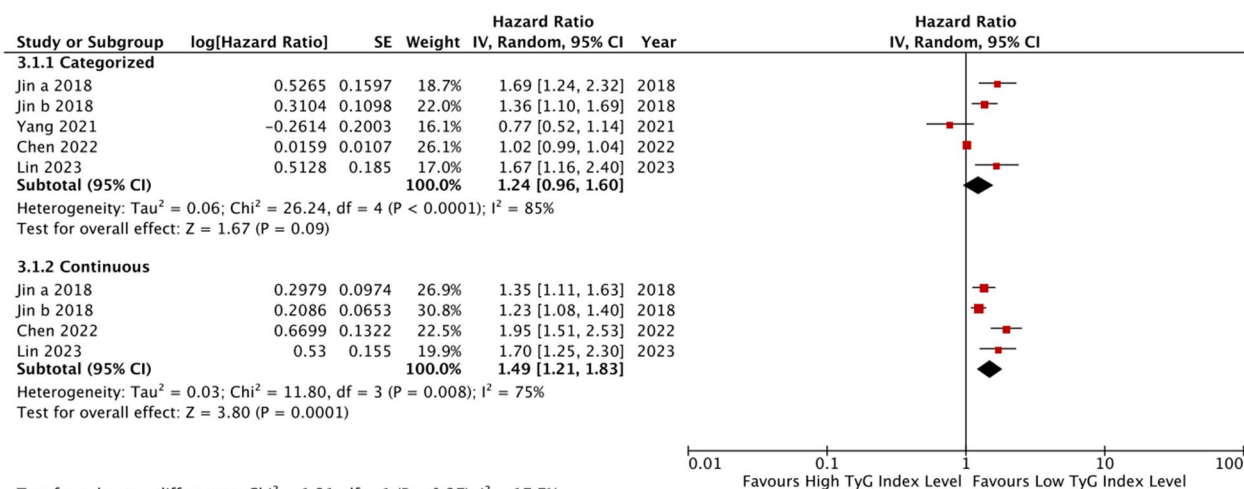 Hazard Ratio Hazard Ratio
Study or Subgroup log[Hazard Ratio] SE Weight IV, Random, 95% CI Year IV, Random, 95% CI
3.1.1 Categorized
Jin a 2018 0.5265 0.1597 18.7% 1.69 [1.24, 2.32] 2018
Jin b 2018 0.3104 0.1098 22.0% 1.36 [1.10, 1.69] 2018
Yang 2021 −0.2614 0.2003 16.1% 0.77 [0.52, 1.14] 2021
Chen 2022 0.0159 0.0107 26.1% 1.02 [0.99, 1.04] 2022
Lin 2023 0.5128 0.185 17.0% 1.67 [1.16, 2.40] 2023
Subtotal (95% CI) 100.0% 1.24 [0.96, 1.60]
Heterogeneity: Tau² = 0.06; Chi² = 26.24, df = 4 (P < 0.0001); I² = 85%
Test for overall effect: Z = 1.67 (P = 0.09)
3.1.2 Continuous
Jin a 2018 0.2979 0.0974 26.9% 1.35 [1.11, 1.63] 2018
Jin b 2018 0.2086 0.0653 30.8% 1.23 [1.08, 1.40] 2018
Chen 2022 0.6699 0.1322 22.5% 1.95 [1.51, 2.53] 2022
Lin 2023 0.53 0.155 19.9% 1.70 [1.25, 2.30] 2023
Subtotal (95% CI) 100.0% 1.49 [1.21, 1.83]
Heterogeneity: Tau² = 0.03; Chi² = 11.80, df = 3 (P = 0.008); I² = 75%
Test for overall effect: Z = 3.80 (P = 0.0001)
0.01 0.1 1 10 100
Favours High TyG Index Level Favours Low TyG Index Level